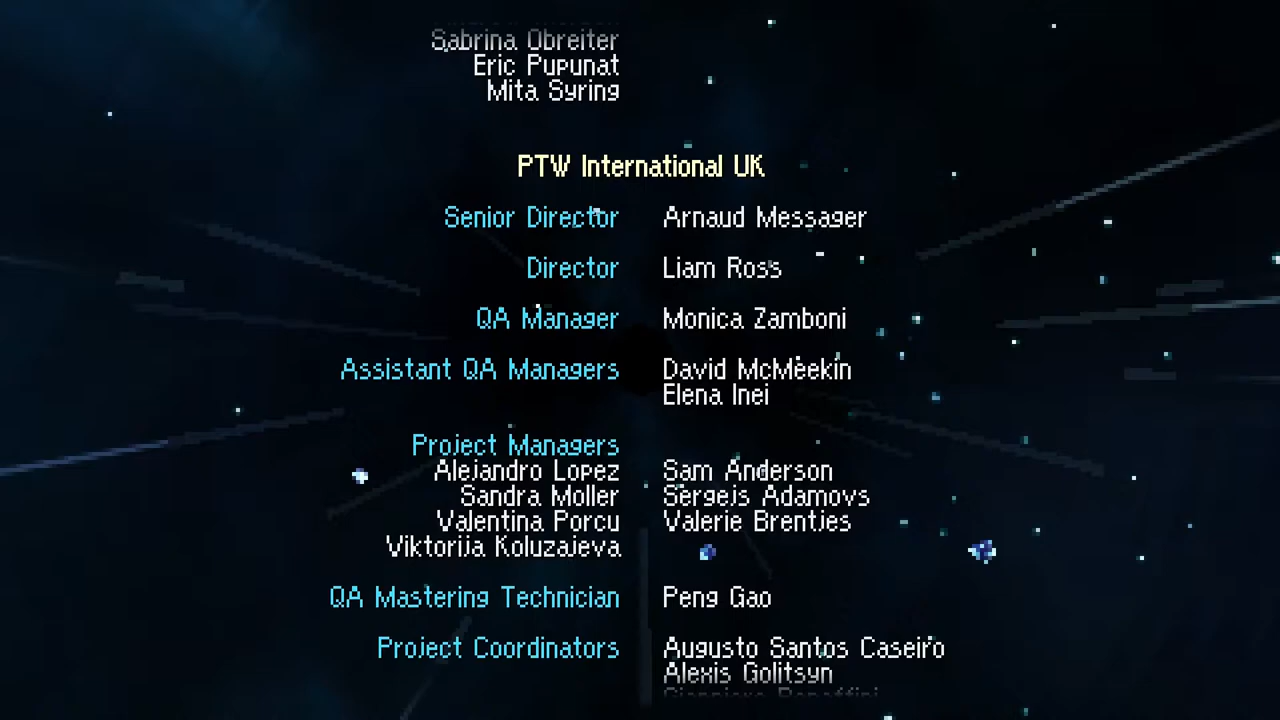 Sabrina Obreiter
Eric Pupunat
Mita Syring
PTW International UK
Senior Director Arnaud Messager
Director Liam Ross
QA Manager Monica Zamboni
Assistant QA Managers David McMeekin
Elena Inei
Project Managers
Alejandro Lopez Sam Anderson
Sandra Moller Sergejs Adamovs
Valentina Porcu Valerie Brentjes
Viktorija Koluzajeva
QA Mastering Technician Peng Gao
Project Coordinators Augusto Santos Caseiro
Alexis Golitsyn